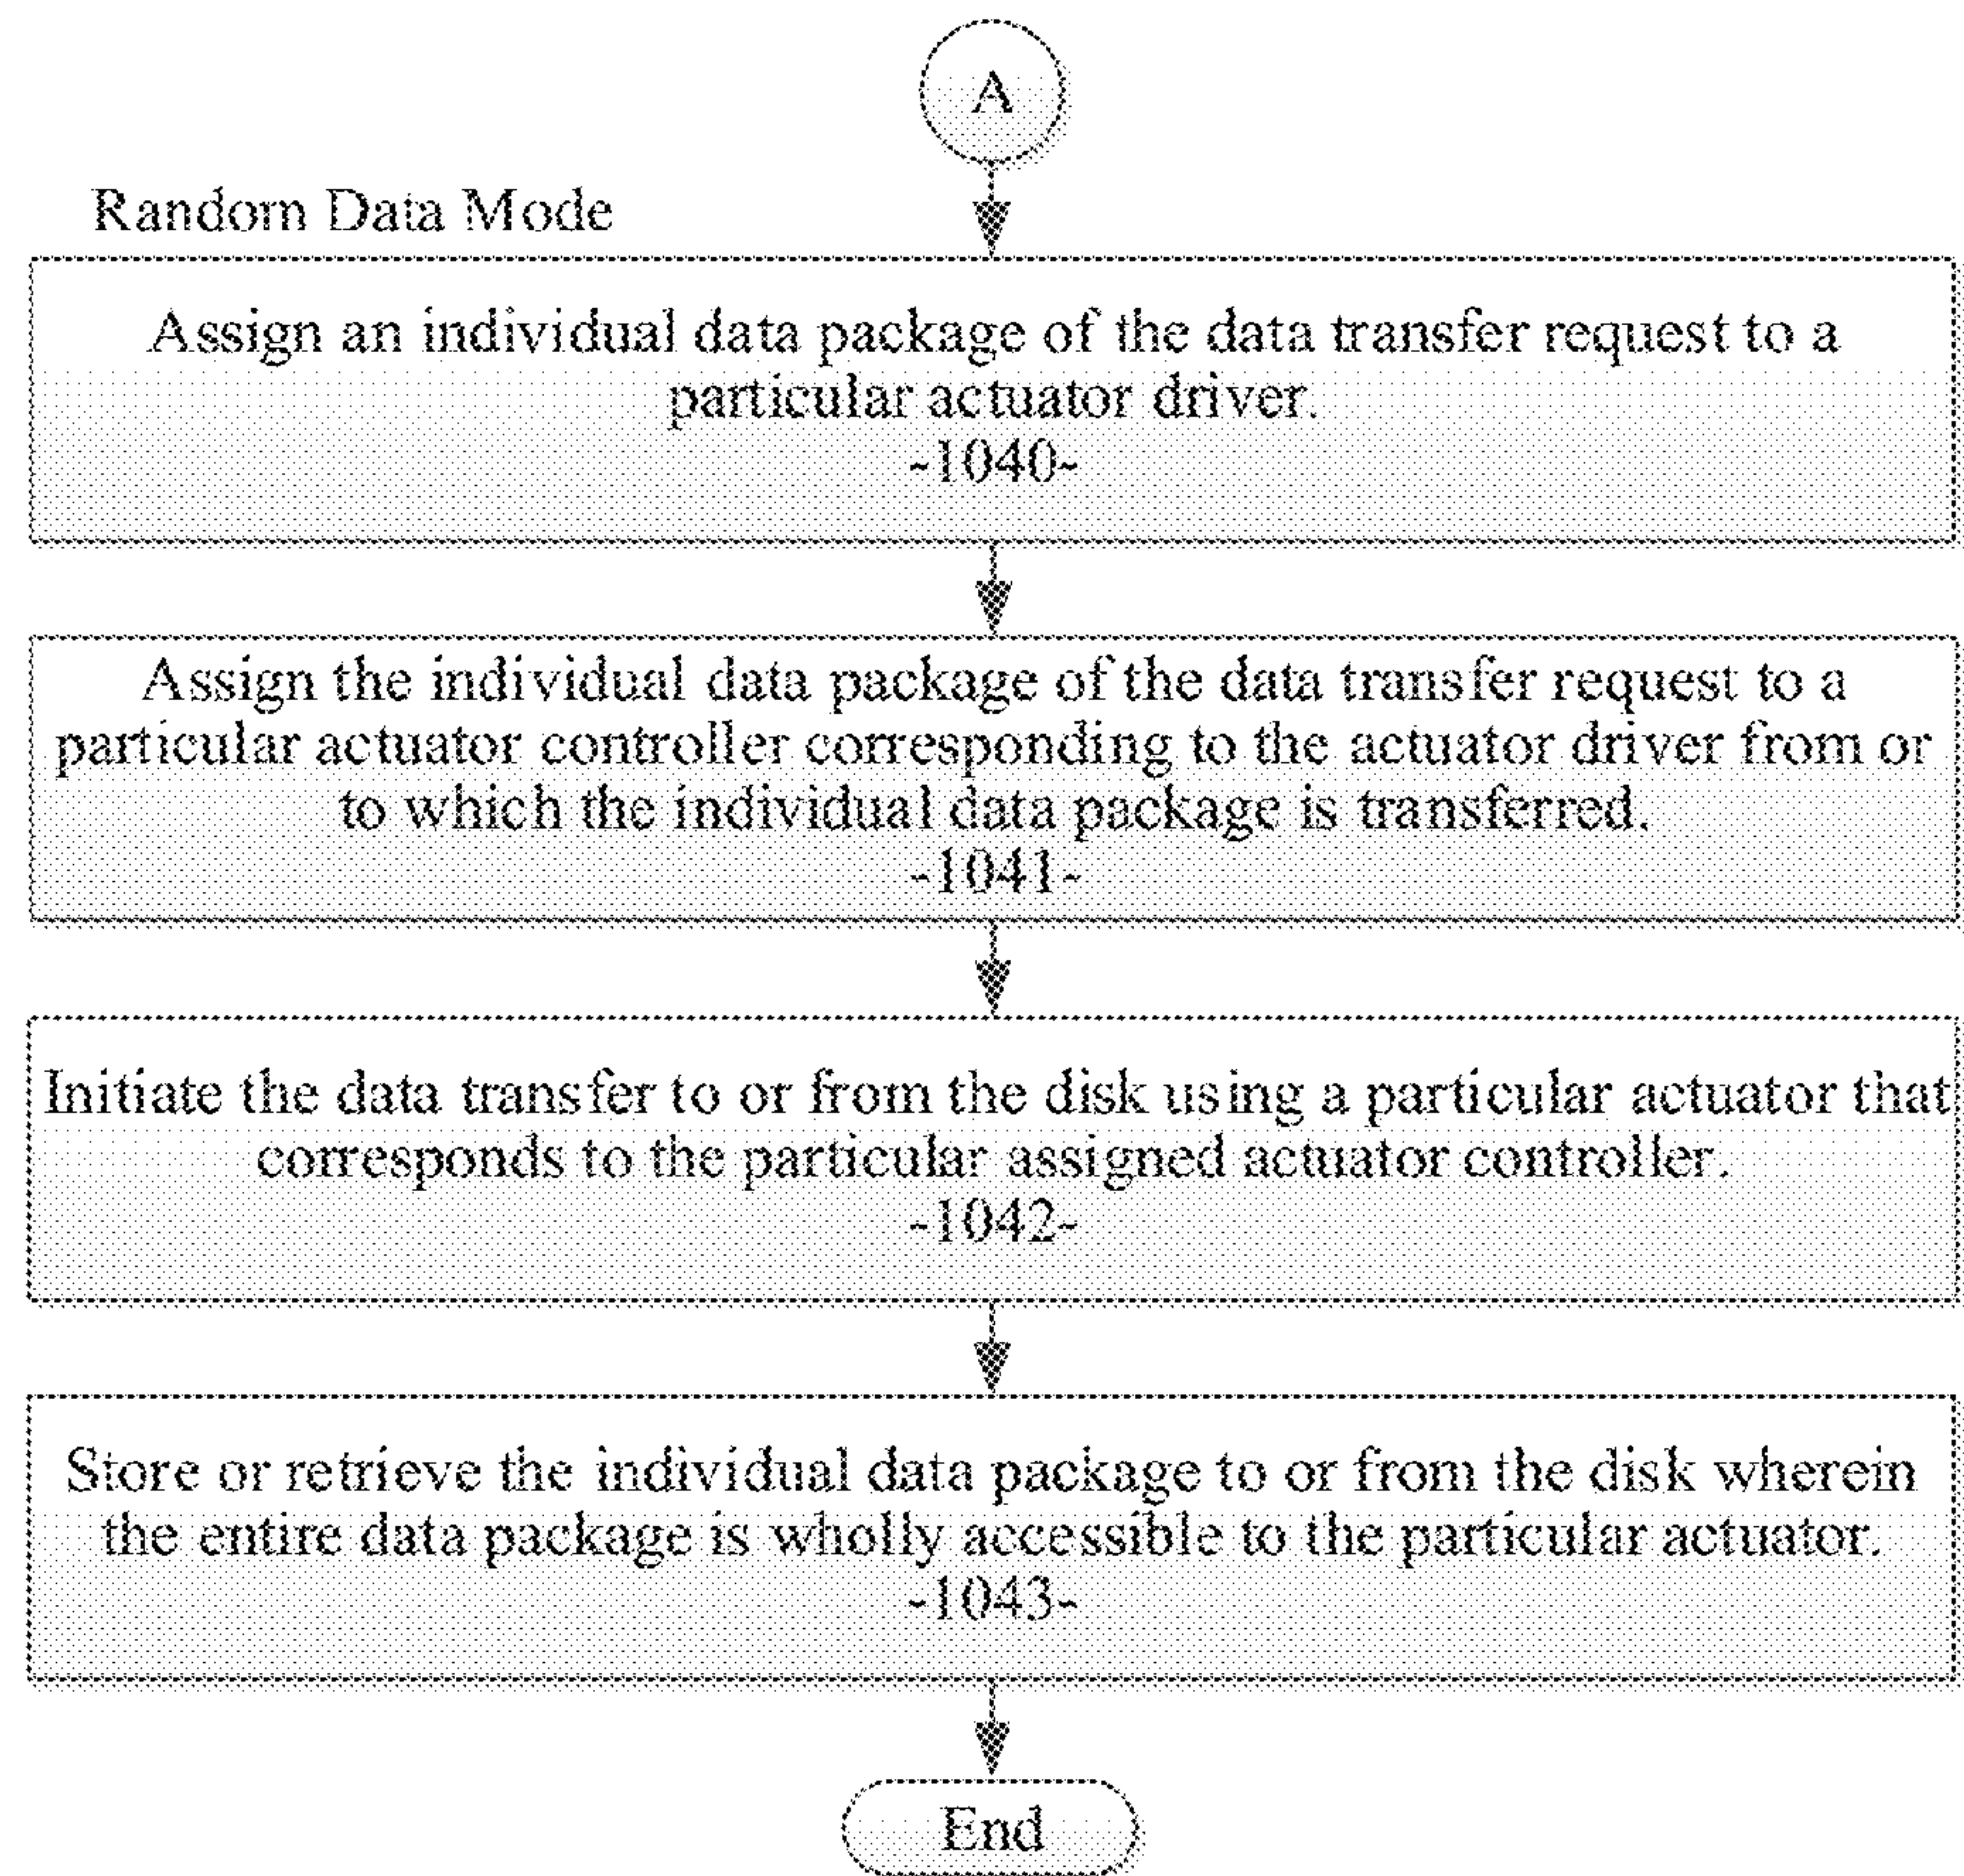 A
Random Data Mode
Assign an individual data package of the data transfer request to a
particular actuator driver.
-1040-
Assign the individual data package of the data transfer request to a
particular actuator controller corresponding to the actuator driver from or
to which the individual data package is transferred.
-1041-
Initiate the data transfer to or from the disk using a particular actuator that
corresponds to the particular assigned actuator controller.
-1042-
Store or retrieve the individual data package to or from the disk wherein
the entire data package is wholly accessible to the particular actuator.
-1043-
End